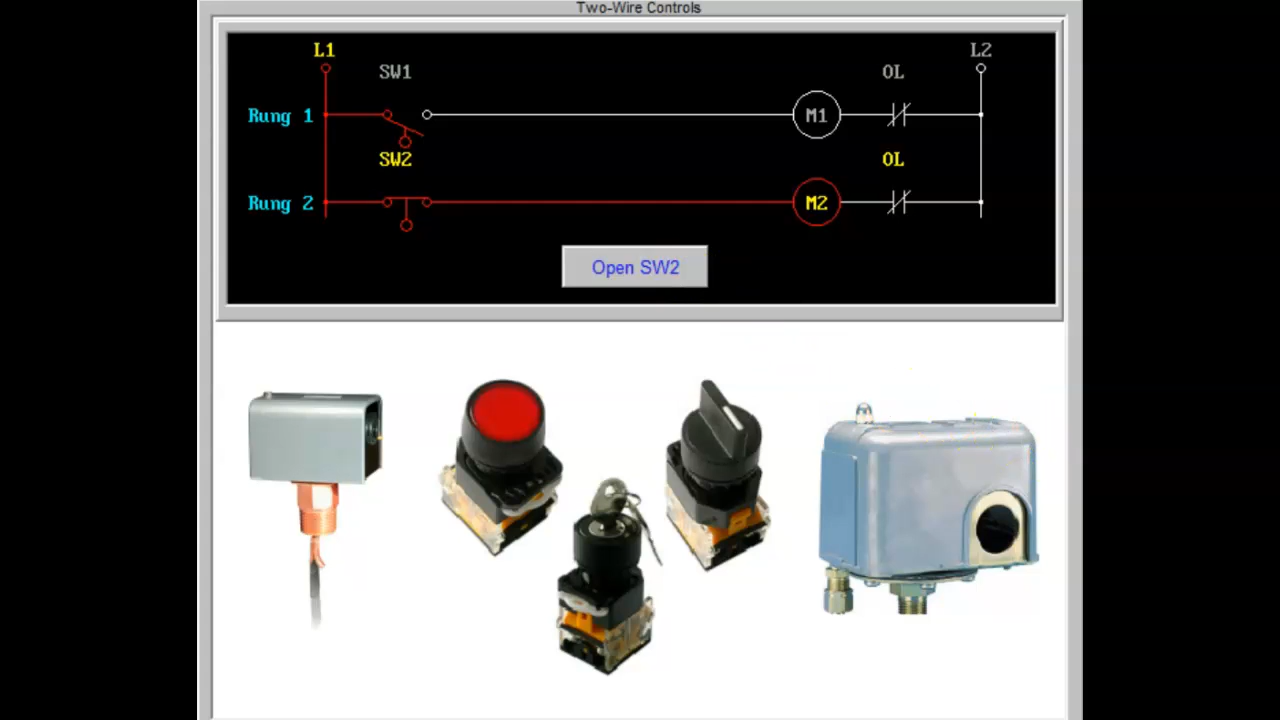 Two-Wire Controls
L1
L2
SW1
OL
Rung 1
M1
SW2
OL
Rung 2
M2
Open SW2